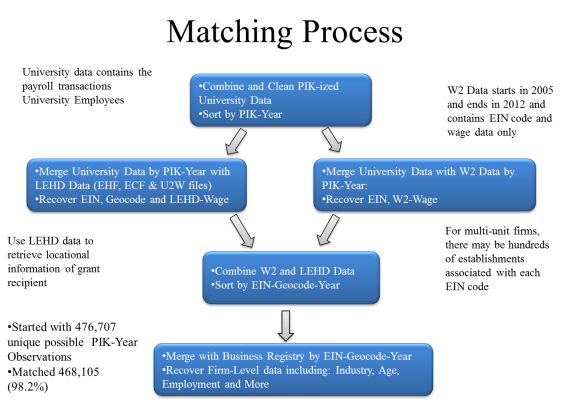 Matching Process
University data contains the
payroll transactions
University Employees
•Combine and Clean PIK-ized
University Data
•Sort by PIK-Year
W2 Data starts in 2005
and ends in 2012 and
contains EIN code and
wage data only
•Merge University Data by PIK-Year with
LEHD Data (EHF, ECF & U2W files)
•Recover EIN, Geocode and LEHD-Wage
•Merge University Data with W2 Data by
PIK-Year:
•Recover EIN, W2-Wage
Use LEHD data to
retrieve locational
information of grant
recipient
•Combine W2 and LEHD Data
•Sort by EIN-Geocode-Year
For multi-unit firms,
there may be hundreds
of establishments
associated with each
EIN code
•Started with 476,707
unique possible PIK-Year
Observations
•Matched 468,105
(98.2%)
•Merge with Business Registry by EIN-Geocode-Year
•Recover Firm-Level data including: Industry, Age,
Employment and More